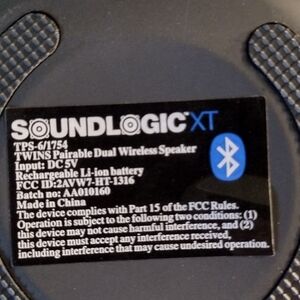 SOUNDLOGIC XT
TPS-6/1754
TWINS Pairable Dual Wireless Speaker
Input: DC 5V
Rechargeable Li-ion battery
FCC ID:2AVW7-HT-1316
Batch no: AA010160
Made in China
The device complies with Part 15 of the FCC Rules.
Operation is subject to the following two conditions: (1)
this device may not cause harmful interference, and (2)
this device must accept any interference received,
including interference that may cause undesired operation.